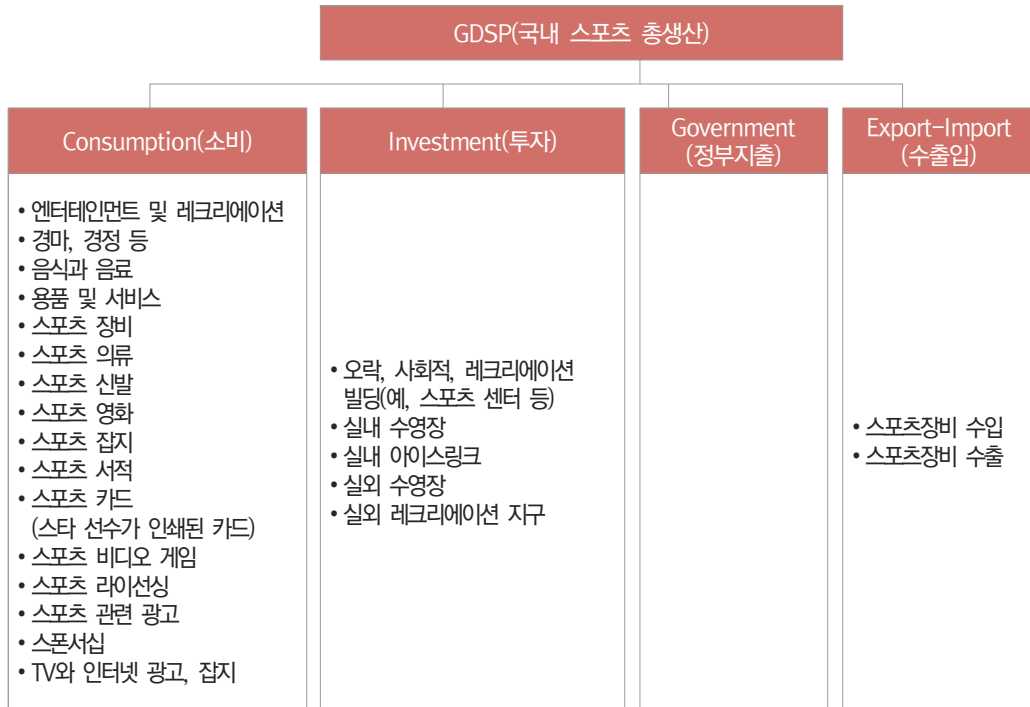 GDSP(국내 스포츠 총생산)
Consumption(소비)
• 엔터테인먼트 및 레크리에이션
• 경마, 경정 등
• 음식과 음료
• 용품 및 서비스
• 스포츠 장비
• 스포츠 의류
• 스포츠 신발
• 스포츠 영화
• 스포츠 잡지
• 스포츠 서적
• 스포츠 카드
(스타 선수가 인쇄된 카드)
• 스포츠 비디오 게임
• 스포츠 라이선싱
• 스포츠 관련 광고
• 스폰서십
• TV와 인터넷 광고, 잡지
Investment(투자)
• 오락, 사회적, 레크리에이션
빌딩(예, 스포츠 센터 등)
• 실내 수영장
• 실내 아이스링크
• 실외 수영장
• 실외 레크리에이션 지구
Government
(정부지출)
Export-Import
(수출입)
• 스포츠장비 수입
• 스포츠장비 수출